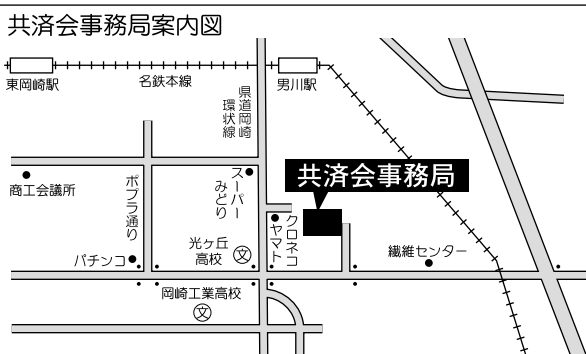 共済会事務局案内図
東岡崎駅
名鉄本線
男川駅
県道岡崎
環状線
商工会議所
ポプラ通り
スーパー
みどり
共済会事務局
クロネコ
ヤマト
光ヶ丘
高校
文
パチンコ
繊維センター
岡崎工業高校
文